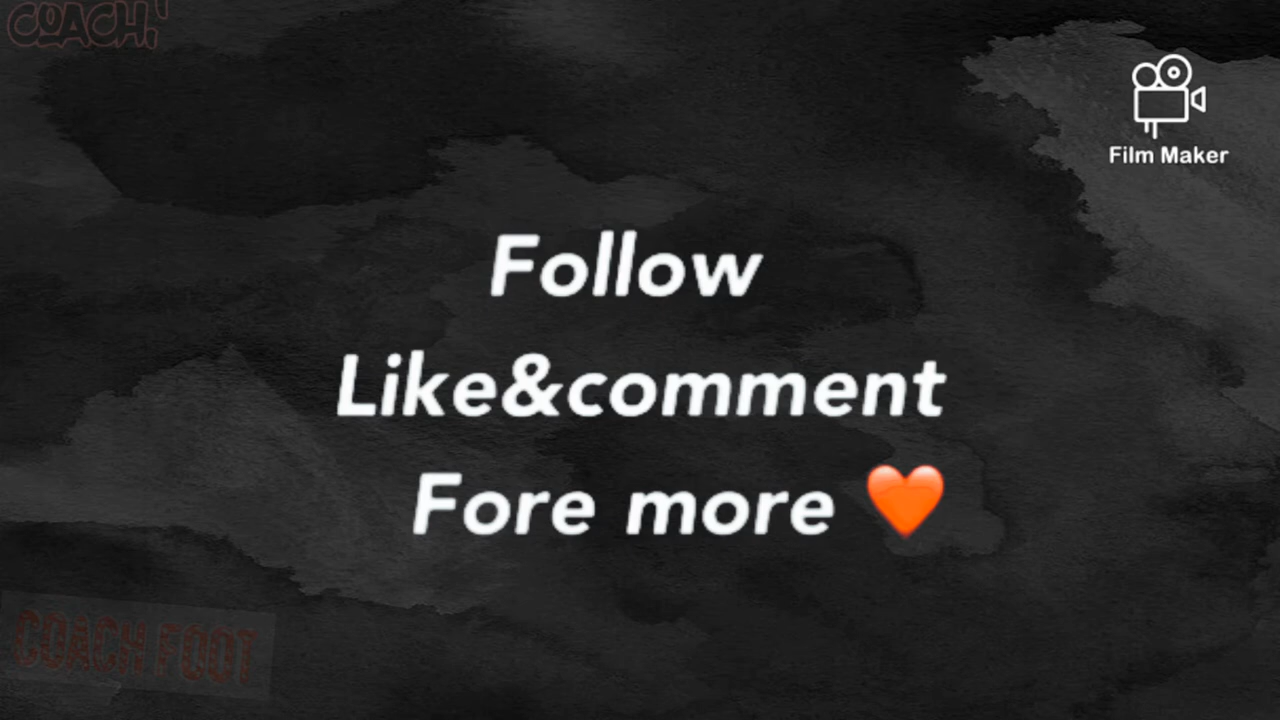 COACH!
Film Maker
Follow
Like&comment
Fore more ❤️
COACH FOOT